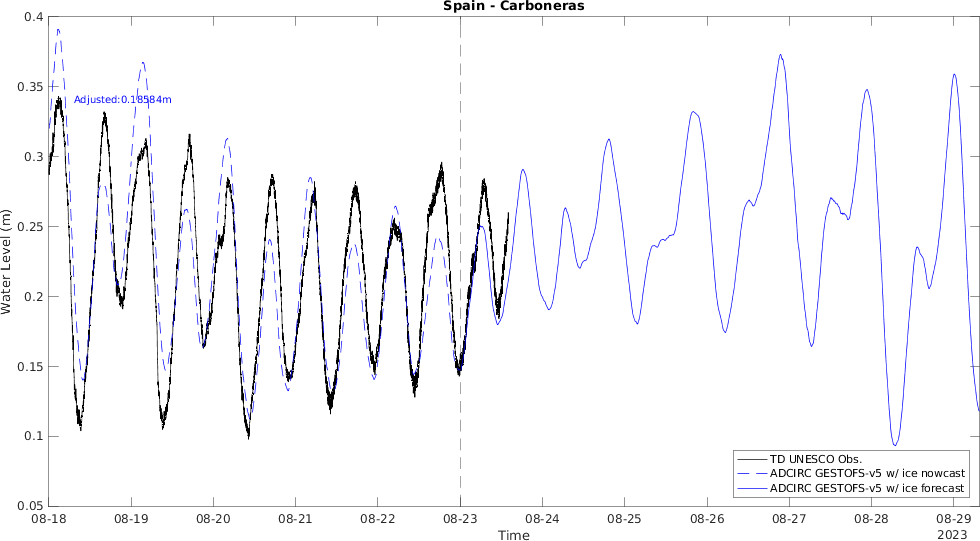 Spain - Carboneras
Water Level (m)
0.4
0.35
0.3
0.25
0.2
0.15
0.1
0.05
Adjusted:0.18584m
TD UNESCO Obs.
ADCIRC GESTOFS-v5 w/ ice nowcast
ADCIRC GESTOFS-v5 w/ ice forecast
08-18 08-19 08-20 08-21 08-22 08-23 08-24 08-25 08-26 08-27 08-28 08-29
Time 2023